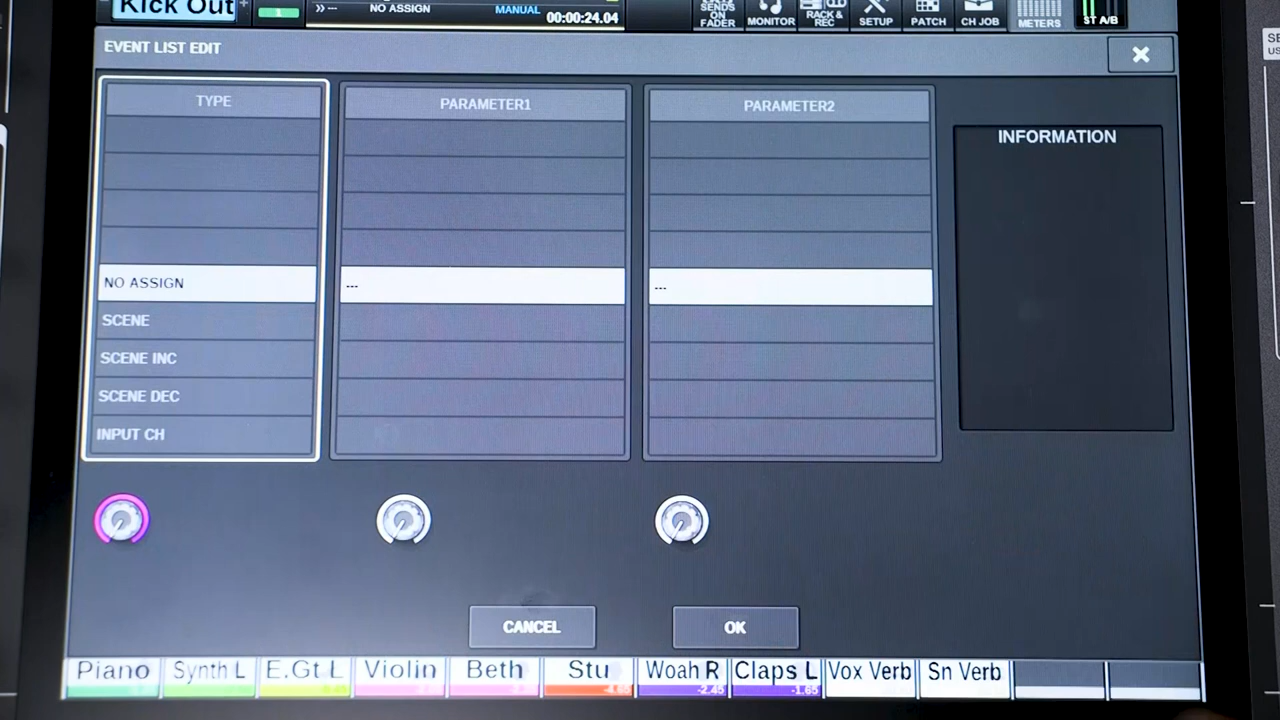 Kick Out
1
» ---
NO ASSIGN
MANUAL
00:00:24.04
SENDS
ON
FADER
MONITOR
RACK &
REC
SETUP
PATCH
CH JOB
METERS
ST A/B
EVENT LIST EDIT
TYPE
PARAMETER1
PARAMETER2
INFORMATION
NO ASSIGN
---
---
SCENE
SCENE INC
SCENE DEC
INPUT CH
CANCEL
OK
Piano
Synth L
E.Gt L
Violin
Beth
Stu
Woah R
Claps L
Vox Verb
Sn Verb
-2.45
-1.65